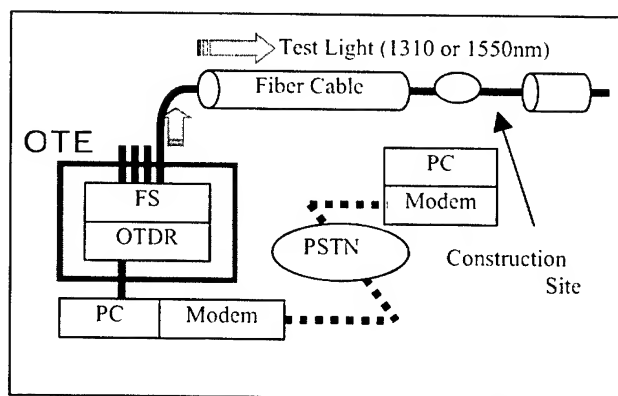 Test Light (1310 or 1550nm)
Fiber Cable
OTE
FS
OTDR
PC
Modem
PC
Modem
PSTN
Construction
Site